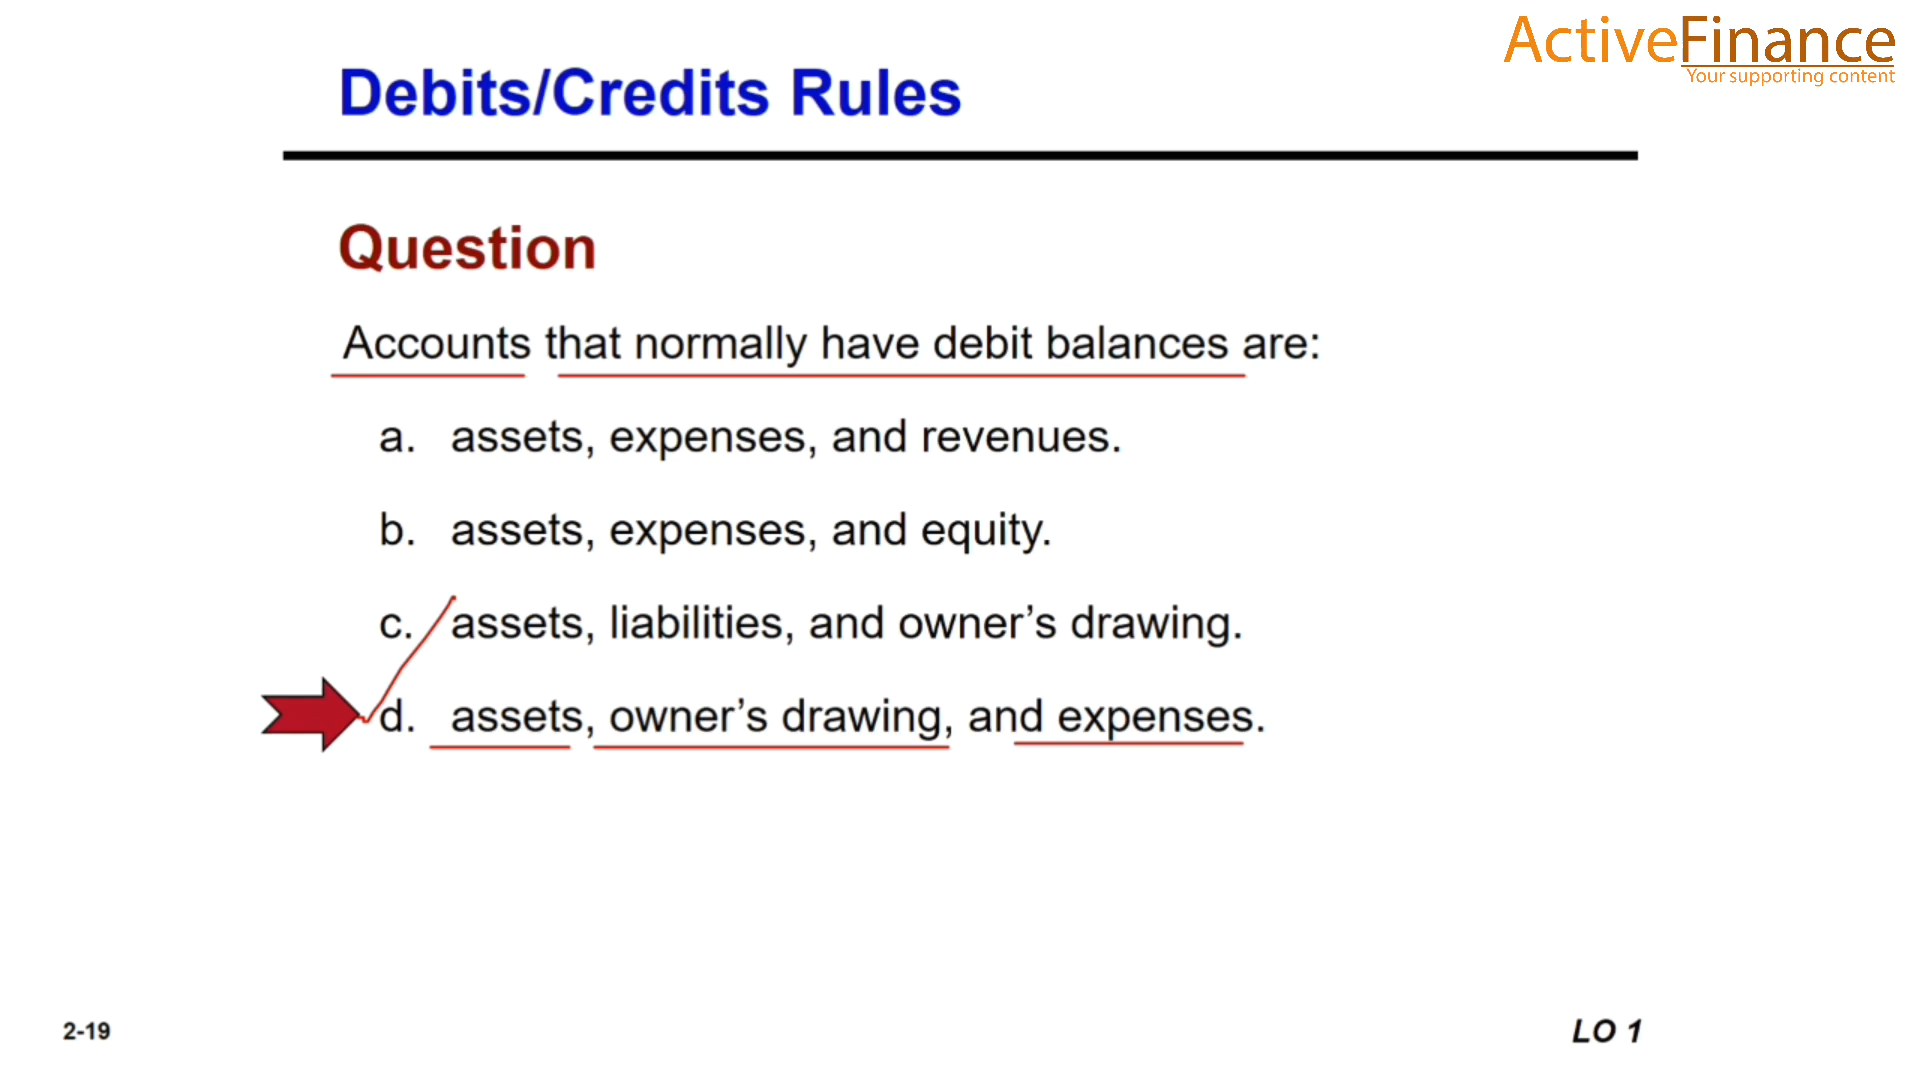 ActiveFinance
Your supporting content
Debits/Credits Rules
Question
Accounts that normally have debit balances are:
a. assets, expenses, and revenues.
b. assets, expenses, and equity.
c. assets, liabilities, and owner’s drawing.
d. assets, owner’s drawing, and expenses.
2-19
LO 1